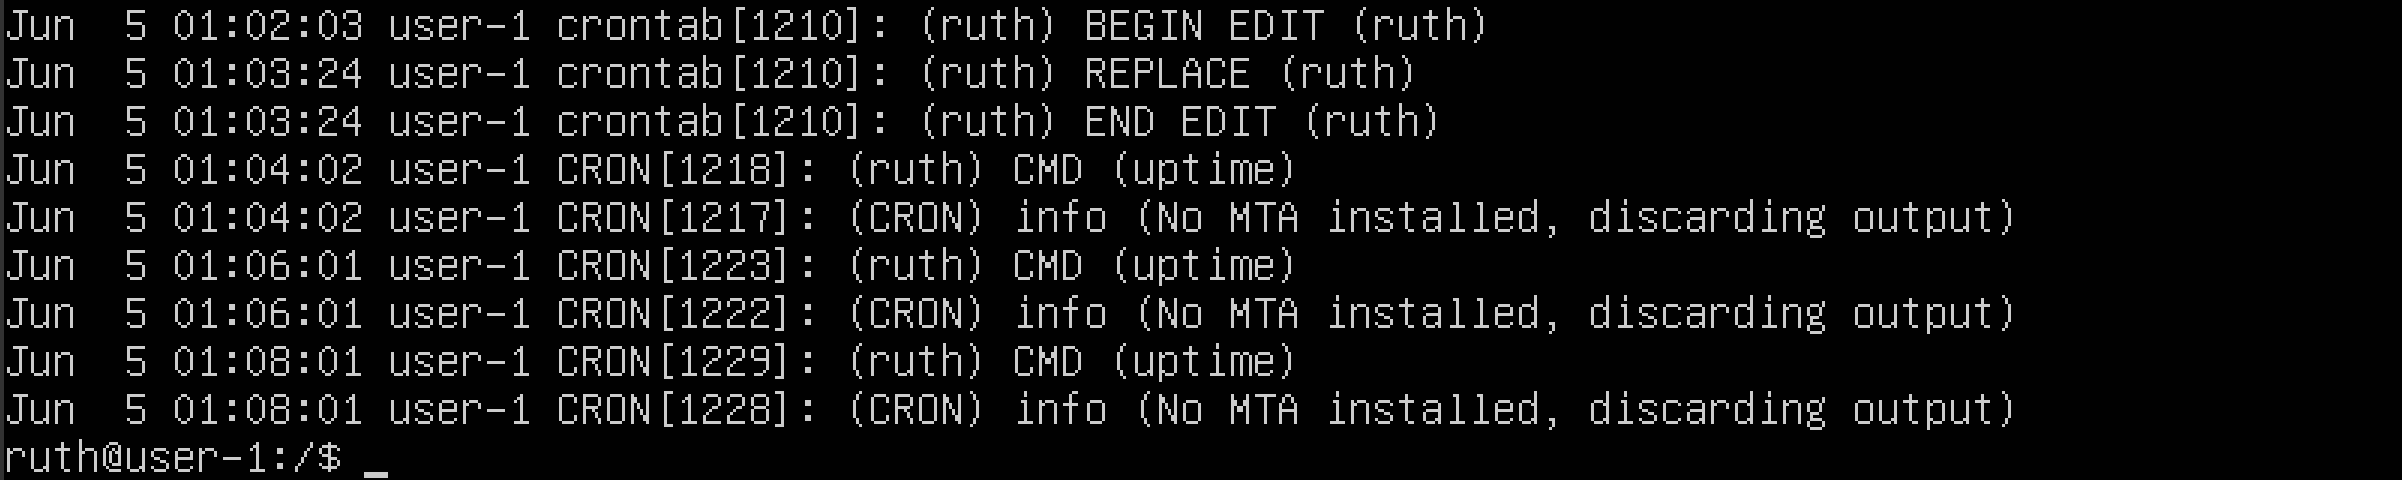 Jun  5 01:02:03 user-1 crontab[1210]: (ruth) BEGIN EDIT (ruth)
Jun  5 01:03:24 user-1 crontab[1210]: (ruth) REPLACE (ruth)
Jun  5 01:03:24 user-1 crontab[1210]: (ruth) END EDIT (ruth)
Jun  5 01:04:02 user-1 CRON[1218]: (ruth) CMD (uptime)
Jun  5 01:04:02 user-1 CRON[1217]: (CRON) info (No MTA installed, discarding output)
Jun  5 01:06:01 user-1 CRON[1223]: (ruth) CMD (uptime)
Jun  5 01:06:01 user-1 CRON[1222]: (CRON) info (No MTA installed, discarding output)
Jun  5 01:08:01 user-1 CRON[1229]: (ruth) CMD (uptime)
Jun  5 01:08:01 user-1 CRON[1228]: (CRON) info (No MTA installed, discarding output)
ruth@user-1:/$ _